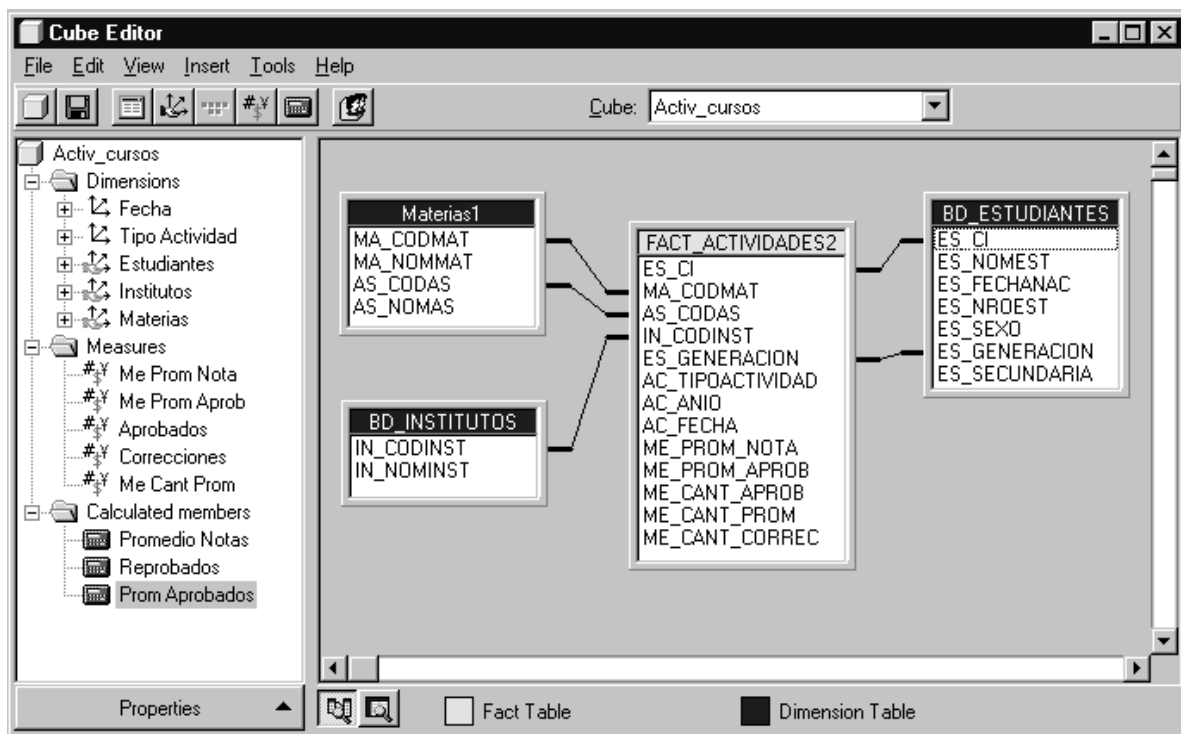 Cube Editor
File Edit View Insert Tools Help
Cube: Activ_cursos
Activ_cursos
Dimensions
Fecha
Tipo Actividad
Estudiantes
Institutos
Materias
Measures
Me Prom Nota
Me Prom Aprob
Aprobados
Correcciones
Me Cant Prom
Calculated members
Promedio Notas
Reprobados
Prom Aprobados
Properties
Materias1
MA_CODMAT
MA_NOMMAT
AS_CODAS
AS_NOMAS
BD_INSTITUTOS
IN_CODINST
IN_NOMINST
FACT_ACTIVIDADES2
ES_CI
MA_CODMAT
AS_CODAS
IN_CODINST
ES_GENERACION
AC_TIPOACTIVIDAD
AC_ANIO
AC_FECHA
ME_PROM_NOTA
ME_PROM_APROB
ME_CANT_APROB
ME_CANT_PROM
ME_CANT_CORREC
BD_ESTUDIANTES
ES_CI
ES_NOMEST
ES_FECHANAC
ES_NROEST
ES_SEXO
ES_GENERACION
ES_SECUNDARIA
Fact Table
Dimension Table